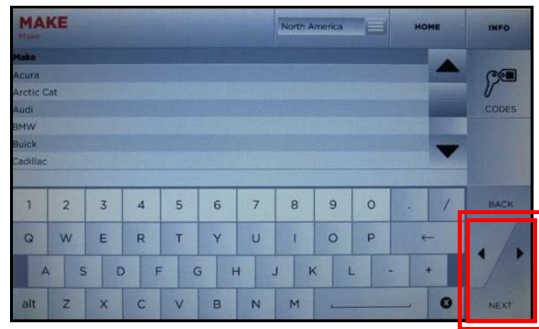 MAKE
Make
North America
HOME
INFO
Make
Acura
Arctic Cat
Audi
BMW
Buick
Cadillac
CODES
1 2 3 4 5 6 7 8 9 0 . /
BACK
Q W E R T Y U I O P ←
A S D F G H J K L - +
alt Z X C V B N M
NEXT